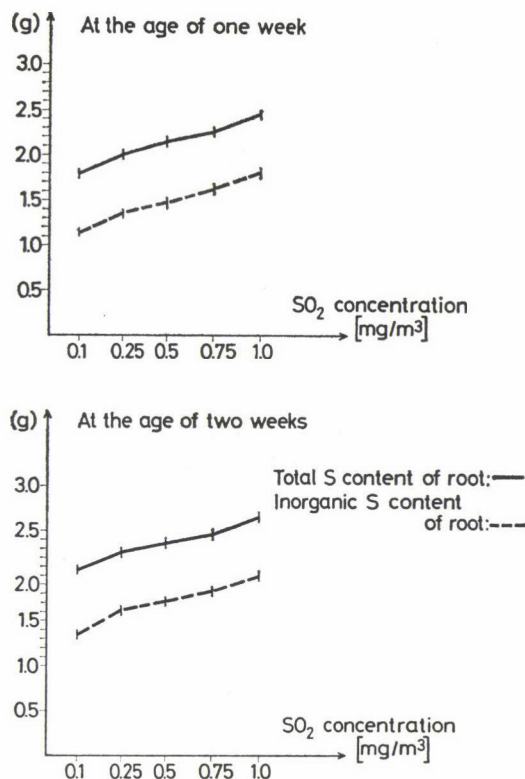 (g) At the age of one week
3.0
2.5
2.0
1.5
1.0
0.5
SO₂ concentration
[mg/m³]
0.1 0.25 0.5 0.75 1.0
(g) At the age of two weeks
Total S content of root:
Inorganic S content
of root:
3.0
2.5
2.0
1.5
1.0
0.5
SO₂ concentration
[mg/m³]
0.1 0.25 0.5 0.75 1.0